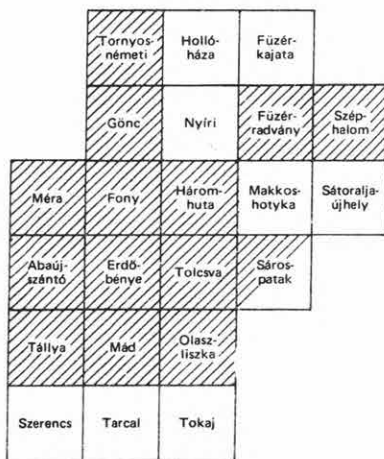 Tornyos-
németi
Holló-
háza
Füzér-
kajata
Gönc
Nyíri
Füzér-
radvány
Szép-
halom
Méra
Fony
Három-
huta
Makkos-
hotyka
Sátoralja-
újhely
Abaúj-
szántó
Erdő-
bénye
Tolcsva
Sáros-
patak
Tállya
Mád
Olasz-
liszka
Szerencs
Tarcal
Tokaj